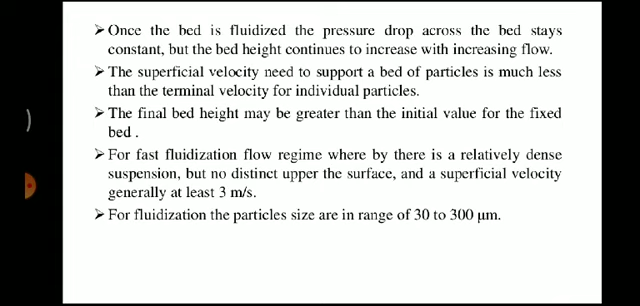 ➢ Once the bed is fluidized the pressure drop across the bed stays
constant, but the bed height continues to increase with increasing flow.
➢ The superficial velocity need to support a bed of particles is much less
than the terminal velocity for individual particles.
➢ The final bed height may be greater than the initial value for the fixed
bed .
➢ For fast fluidization flow regime where by there is a relatively dense
suspension, but no distinct upper the surface, and a superficial velocity
generally at least 3 m/s.
➢ For fluidization the particles size are in range of 30 to 300 μm.